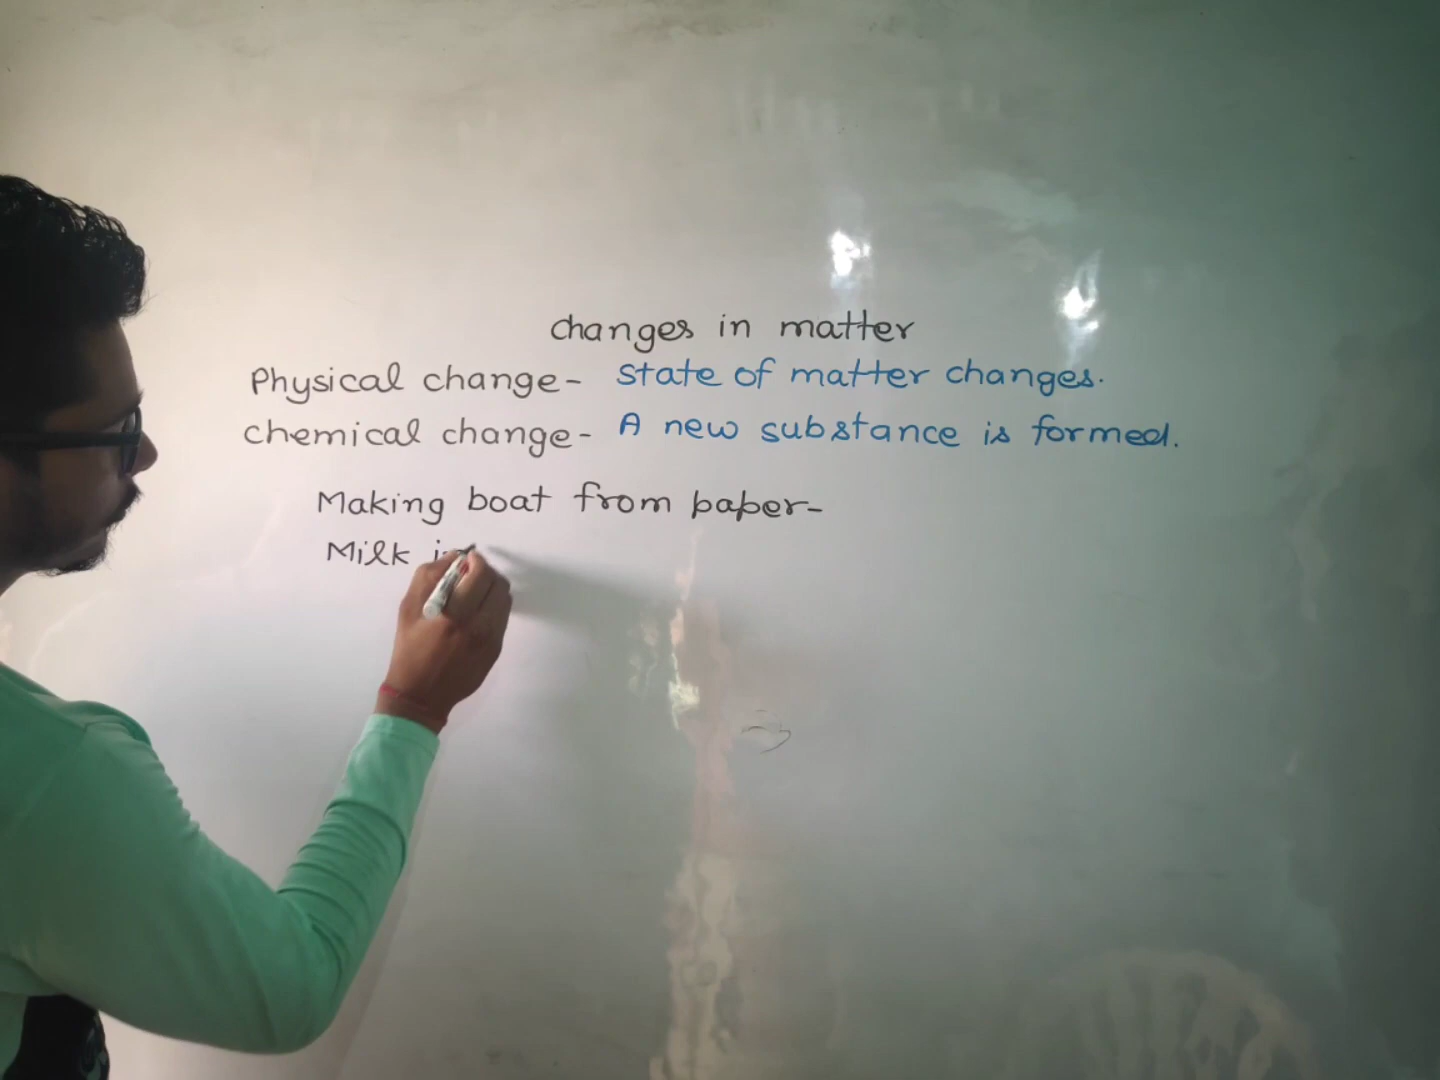 changes in matter
Physical change- state of matter changes.
chemical change- A new substance is formed.
Making boat from paper-
Milk